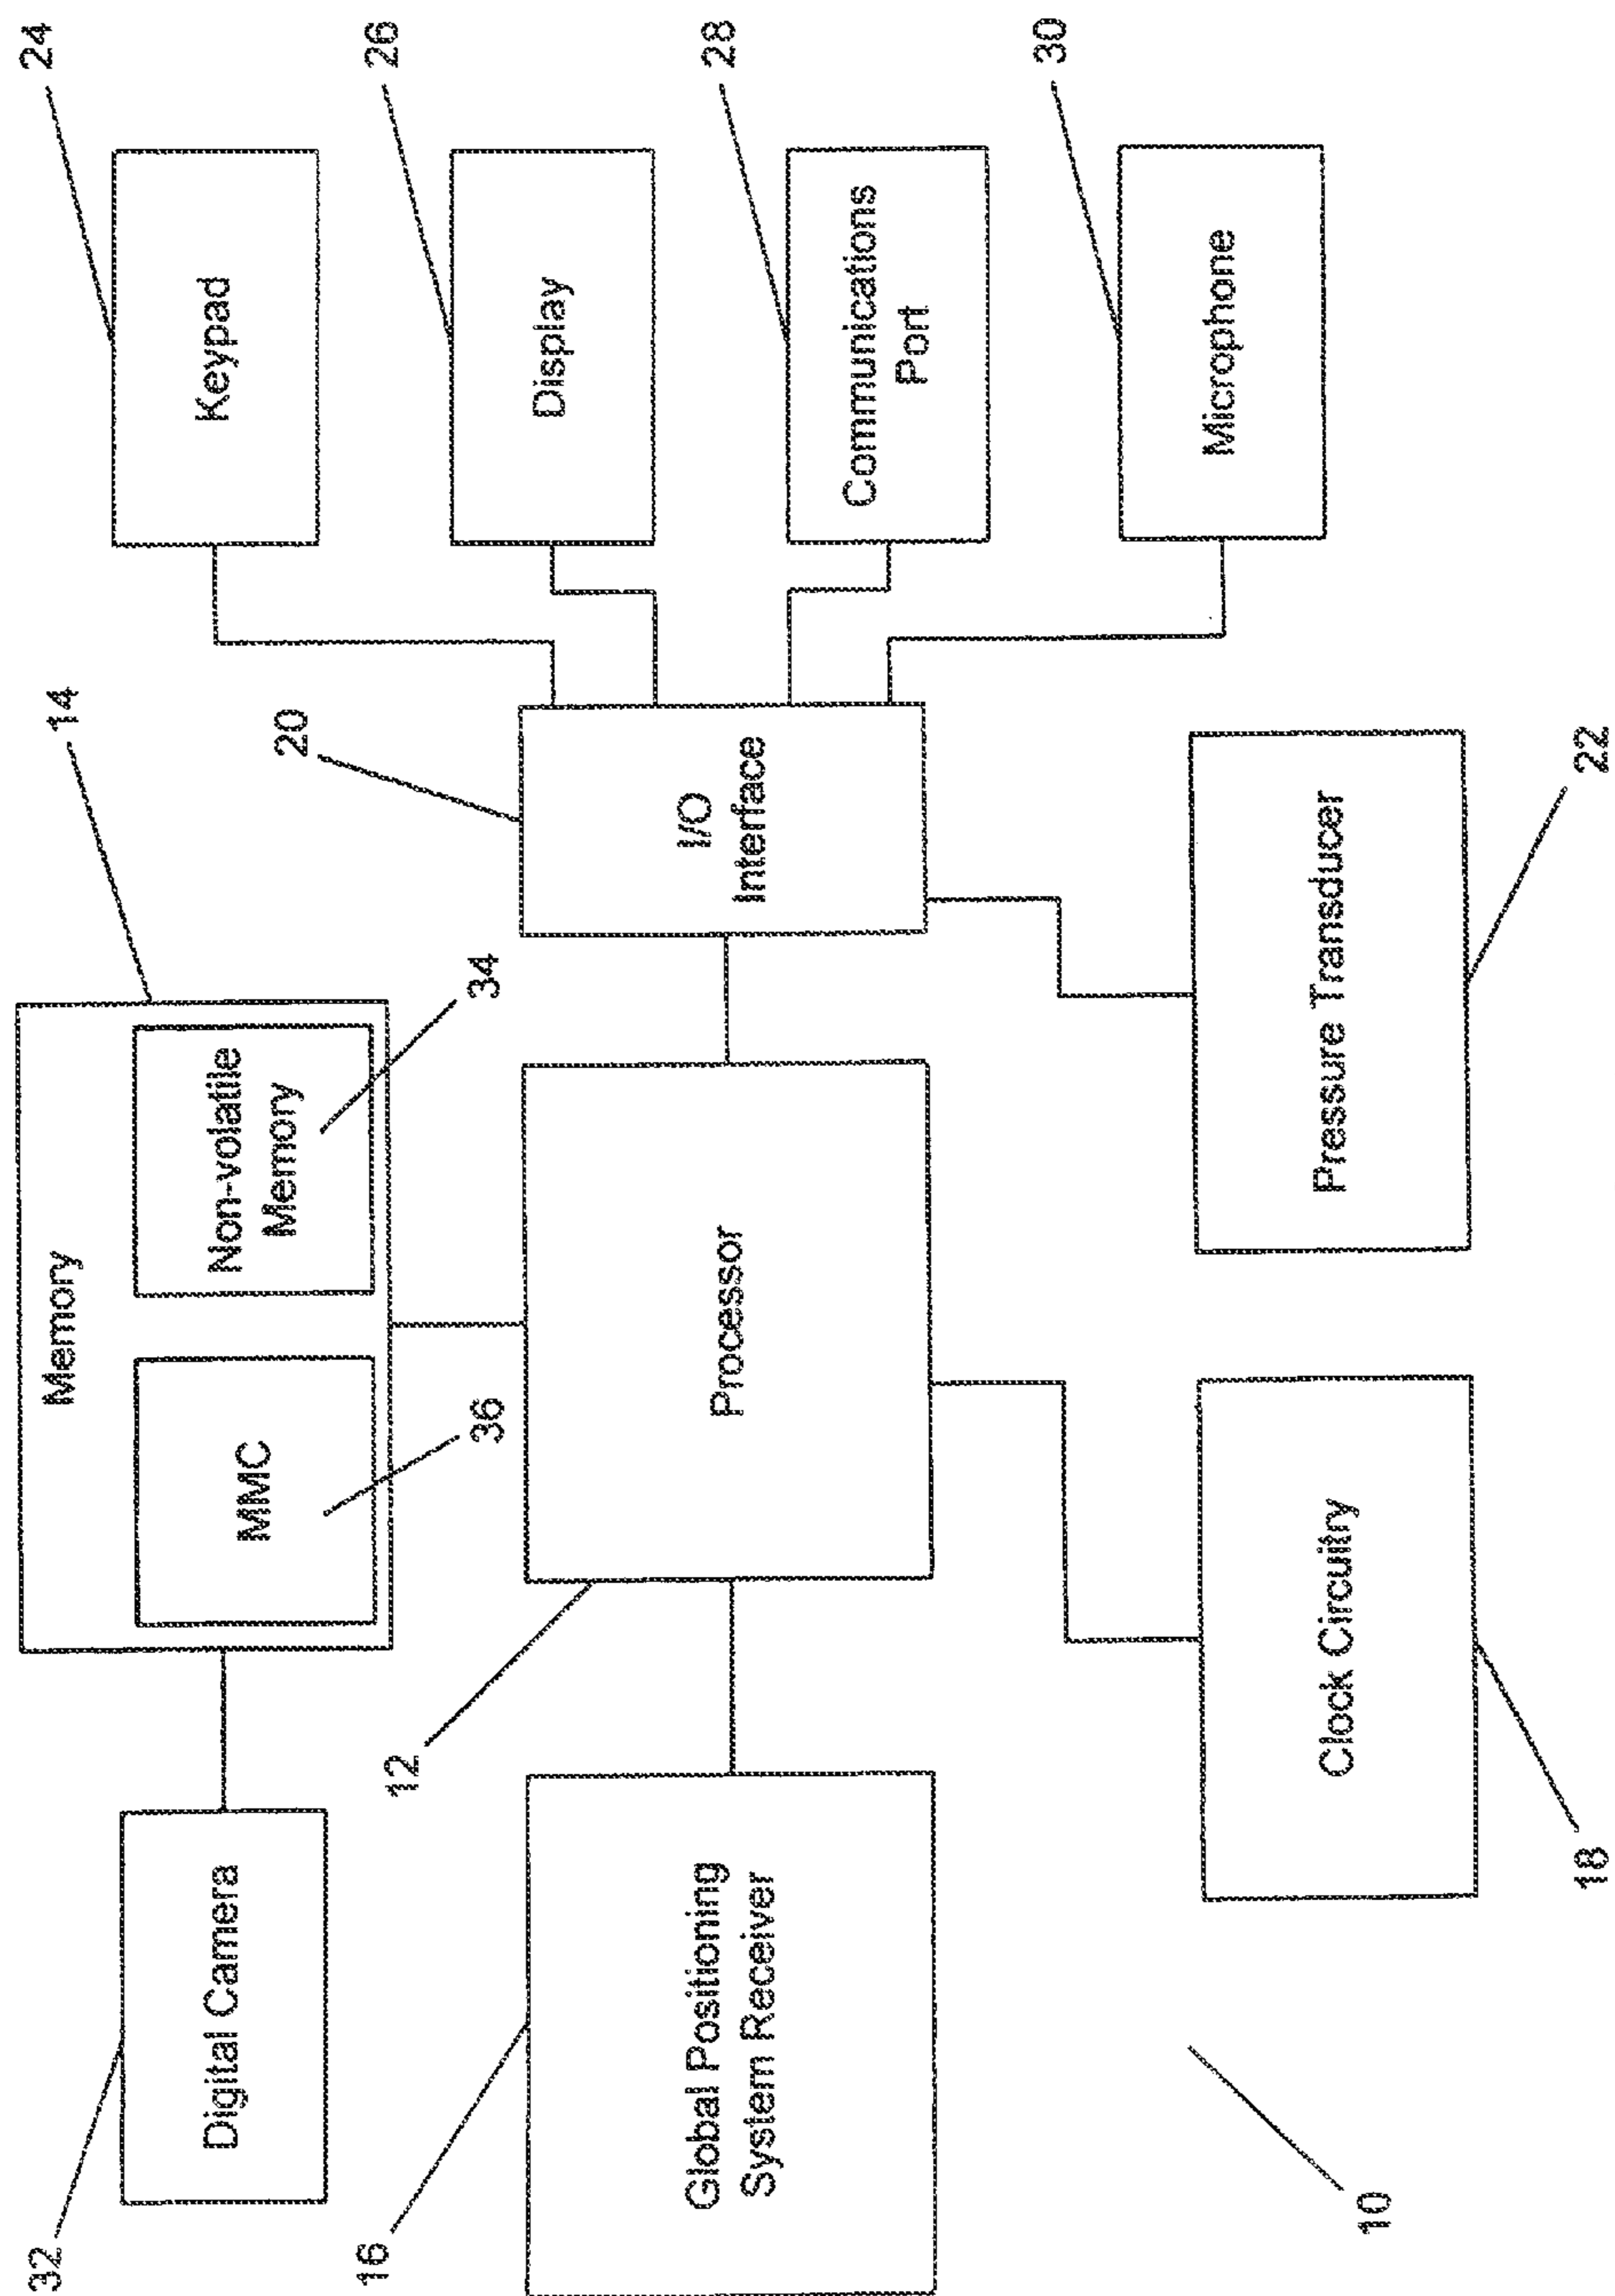 32
Digital Camera
14
Memory
MMC
Non-volatile
Memory
36
34
24
Keypad
16
Global Positioning
System Receiver
12
Processor
20
I/O
Interface
26
Display
28
Communications
Port
10
18
Clock Circuitry
22
Pressure Transducer
30
Microphone